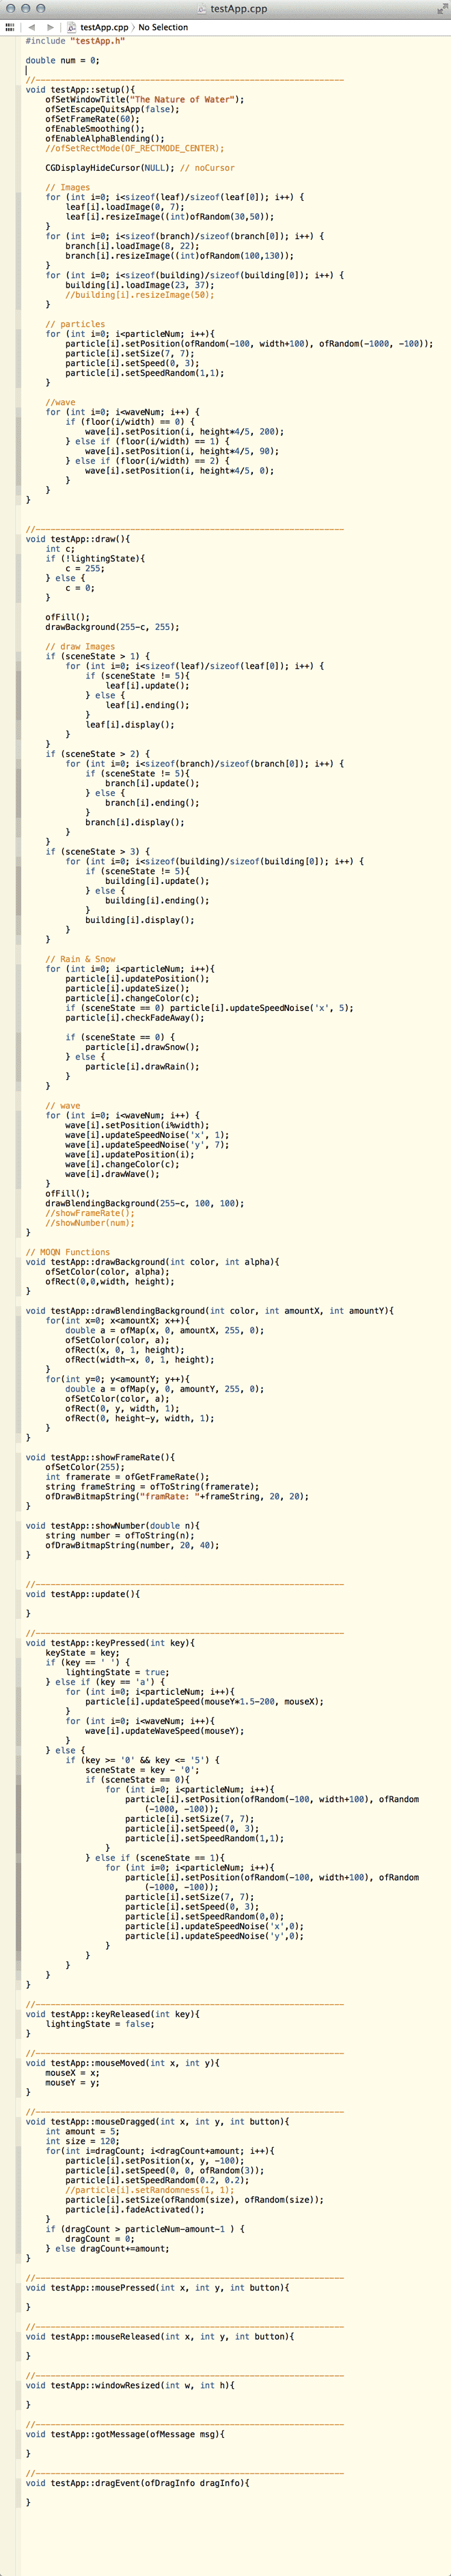 testApp.cpp
testApp.cpp › No Selection
#include "testApp.h"

double num = 0;

//--------------------------------------------------------------
void testApp::setup(){
    ofSetWindowTitle("The Nature of Water");
    ofSetEscapeQuitsApp(false);
    ofSetFrameRate(60);
    ofEnableSmoothing();
    ofEnableAlphaBlending();
    //ofSetRectMode(OF_RECTMODE_CENTER);

    CGDisplayHideCursor(NULL); // noCursor

    // Images
    for (int i=0; i<sizeof(leaf)/sizeof(leaf[0]); i++) {
        leaf[i].loadImage(0, 7);
        leaf[i].resizeImage((int)ofRandom(30,50));
    }
    for (int i=0; i<sizeof(branch)/sizeof(branch[0]); i++) {
        branch[i].loadImage(8, 22);
        branch[i].resizeImage((int)ofRandom(100,130));
    }
    for (int i=0; i<sizeof(building)/sizeof(building[0]); i++) {
        building[i].loadImage(23, 37);
        //building[i].resizeImage(50);
    }

    // particles
    for (int i=0; i<particleNum; i++){
        particle[i].setPosition(ofRandom(-100, width+100), ofRandom(-1000, -100));
        particle[i].setSize(7, 7);
        particle[i].setSpeed(0, 3);
        particle[i].setSpeedRandom(1,1);
    }

    //wave
    for (int i=0; i<waveNum; i++) {
        if (floor(i/width) == 0) {
            wave[i].setPosition(i, height*4/5, 200);
        } else if (floor(i/width) == 1) {
            wave[i].setPosition(i, height*4/5, 90);
        } else if (floor(i/width) == 2) {
            wave[i].setPosition(i, height*4/5, 0);
        }
    }
}


//--------------------------------------------------------------
void testApp::draw(){
    int c;
    if (!lightingState){
        c = 255;
    } else {
        c = 0;
    }

    ofFill();
    drawBackground(255-c, 255);

    // draw Images
    if (sceneState > 1) {
        for (int i=0; i<sizeof(leaf)/sizeof(leaf[0]); i++) {
            if (sceneState != 5){
                leaf[i].update();
            } else {
                leaf[i].ending();
            }
            leaf[i].display();
        }
    }
    if (sceneState > 2) {
        for (int i=0; i<sizeof(branch)/sizeof(branch[0]); i++) {
            if (sceneState != 5){
                branch[i].update();
            } else {
                branch[i].ending();
            }
            branch[i].display();
        }
    }
    if (sceneState > 3) {
        for (int i=0; i<sizeof(building)/sizeof(building[0]); i++) {
            if (sceneState != 5){
                building[i].update();
            } else {
                building[i].ending();
            }
            building[i].display();
        }
    }

    // Rain & Snow
    for (int i=0; i<particleNum; i++){
        particle[i].updatePosition();
        particle[i].updateSize();
        particle[i].changeColor(c);
        if (sceneState == 0) particle[i].updateSpeedNoise('x', 5);
        particle[i].checkFadeAway();

        if (sceneState == 0) {
            particle[i].drawSnow();
        } else {
            particle[i].drawRain();
        }
    }

    // wave
    for (int i=0; i<waveNum; i++) {
        wave[i].setPosition(i%width);
        wave[i].updateSpeedNoise('x', 1);
        wave[i].updateSpeedNoise('y', 7);
        wave[i].updatePosition(i);
        wave[i].changeColor(c);
        wave[i].drawWave();
    }
    ofFill();
    drawBlendingBackground(255-c, 100, 100);
    //showFrameRate();
    //showNumber(num);
}

// MOQN Functions
void testApp::drawBackground(int color, int alpha){
    ofSetColor(color, alpha);
    ofRect(0,0,width, height);
}

void testApp::drawBlendingBackground(int color, int amountX, int amountY){
    for(int x=0; x<amountX; x++){
        double a = ofMap(x, 0, amountX, 255, 0);
        ofSetColor(color, a);
        ofRect(x, 0, 1, height);
        ofRect(width-x, 0, 1, height);
    }
    for(int y=0; y<amountY; y++){
        double a = ofMap(y, 0, amountY, 255, 0);
        ofSetColor(color, a);
        ofRect(0, y, width, 1);
        ofRect(0, height-y, width, 1);
    }
}

void testApp::showFrameRate(){
    ofSetColor(255);
    int framerate = ofGetFrameRate();
    string frameString = ofToString(framerate);
    ofDrawBitmapString("framRate: "+frameString, 20, 20);
}

void testApp::showNumber(double n){
    string number = ofToString(n);
    ofDrawBitmapString(number, 20, 40);
}


//--------------------------------------------------------------
void testApp::update(){

}

//--------------------------------------------------------------
void testApp::keyPressed(int key){
    keyState = key;
    if (key == ' ') {
        lightingState = true;
    } else if (key == 'a') {
        for (int i=0; i<particleNum; i++){
            particle[i].updateSpeed(mouseY*1.5-200, mouseX);
        }
        for (int i=0; i<waveNum; i++){
            wave[i].updateWaveSpeed(mouseY);
        }
    } else {
        if (key >= '0' && key <= '5') {
            sceneState = key - '0';
            if (sceneState == 0){
                for (int i=0; i<particleNum; i++){
                    particle[i].setPosition(ofRandom(-100, width+100), ofRandom
                        (-1000, -100));
                    particle[i].setSize(7, 7);
                    particle[i].setSpeed(0, 3);
                    particle[i].setSpeedRandom(1,1);
                }
            } else if (sceneState == 1){
                for (int i=0; i<particleNum; i++){
                    particle[i].setPosition(ofRandom(-100, width+100), ofRandom
                        (-1000, -100));
                    particle[i].setSize(7, 7);
                    particle[i].setSpeed(0, 3);
                    particle[i].setSpeedRandom(0,0);
                    particle[i].updateSpeedNoise('x',0);
                    particle[i].updateSpeedNoise('y',0);
                }
            }
        }
    }
}

//--------------------------------------------------------------
void testApp::keyReleased(int key){
    lightingState = false;
}

//--------------------------------------------------------------
void testApp::mouseMoved(int x, int y){
    mouseX = x;
    mouseY = y;
}

//--------------------------------------------------------------
void testApp::mouseDragged(int x, int y, int button){
    int amount = 5;
    int size = 120;
    for(int i=dragCount; i<dragCount+amount; i++){
        particle[i].setPosition(x, y, -100);
        particle[i].setSpeed(0, 0, ofRandom(3));
        particle[i].setSpeedRandom(0.2, 0.2);
        //particle[i].setRandomness(1, 1);
        particle[i].setSize(ofRandom(size), ofRandom(size));
        particle[i].fadeActivated();
    }
    if (dragCount > particleNum-amount-1 ) {
        dragCount = 0;
    } else dragCount+=amount;
}

//--------------------------------------------------------------
void testApp::mousePressed(int x, int y, int button){

}

//--------------------------------------------------------------
void testApp::mouseReleased(int x, int y, int button){

}

//--------------------------------------------------------------
void testApp::windowResized(int w, int h){

}

//--------------------------------------------------------------
void testApp::gotMessage(ofMessage msg){

}

//--------------------------------------------------------------
void testApp::dragEvent(ofDragInfo dragInfo){

}